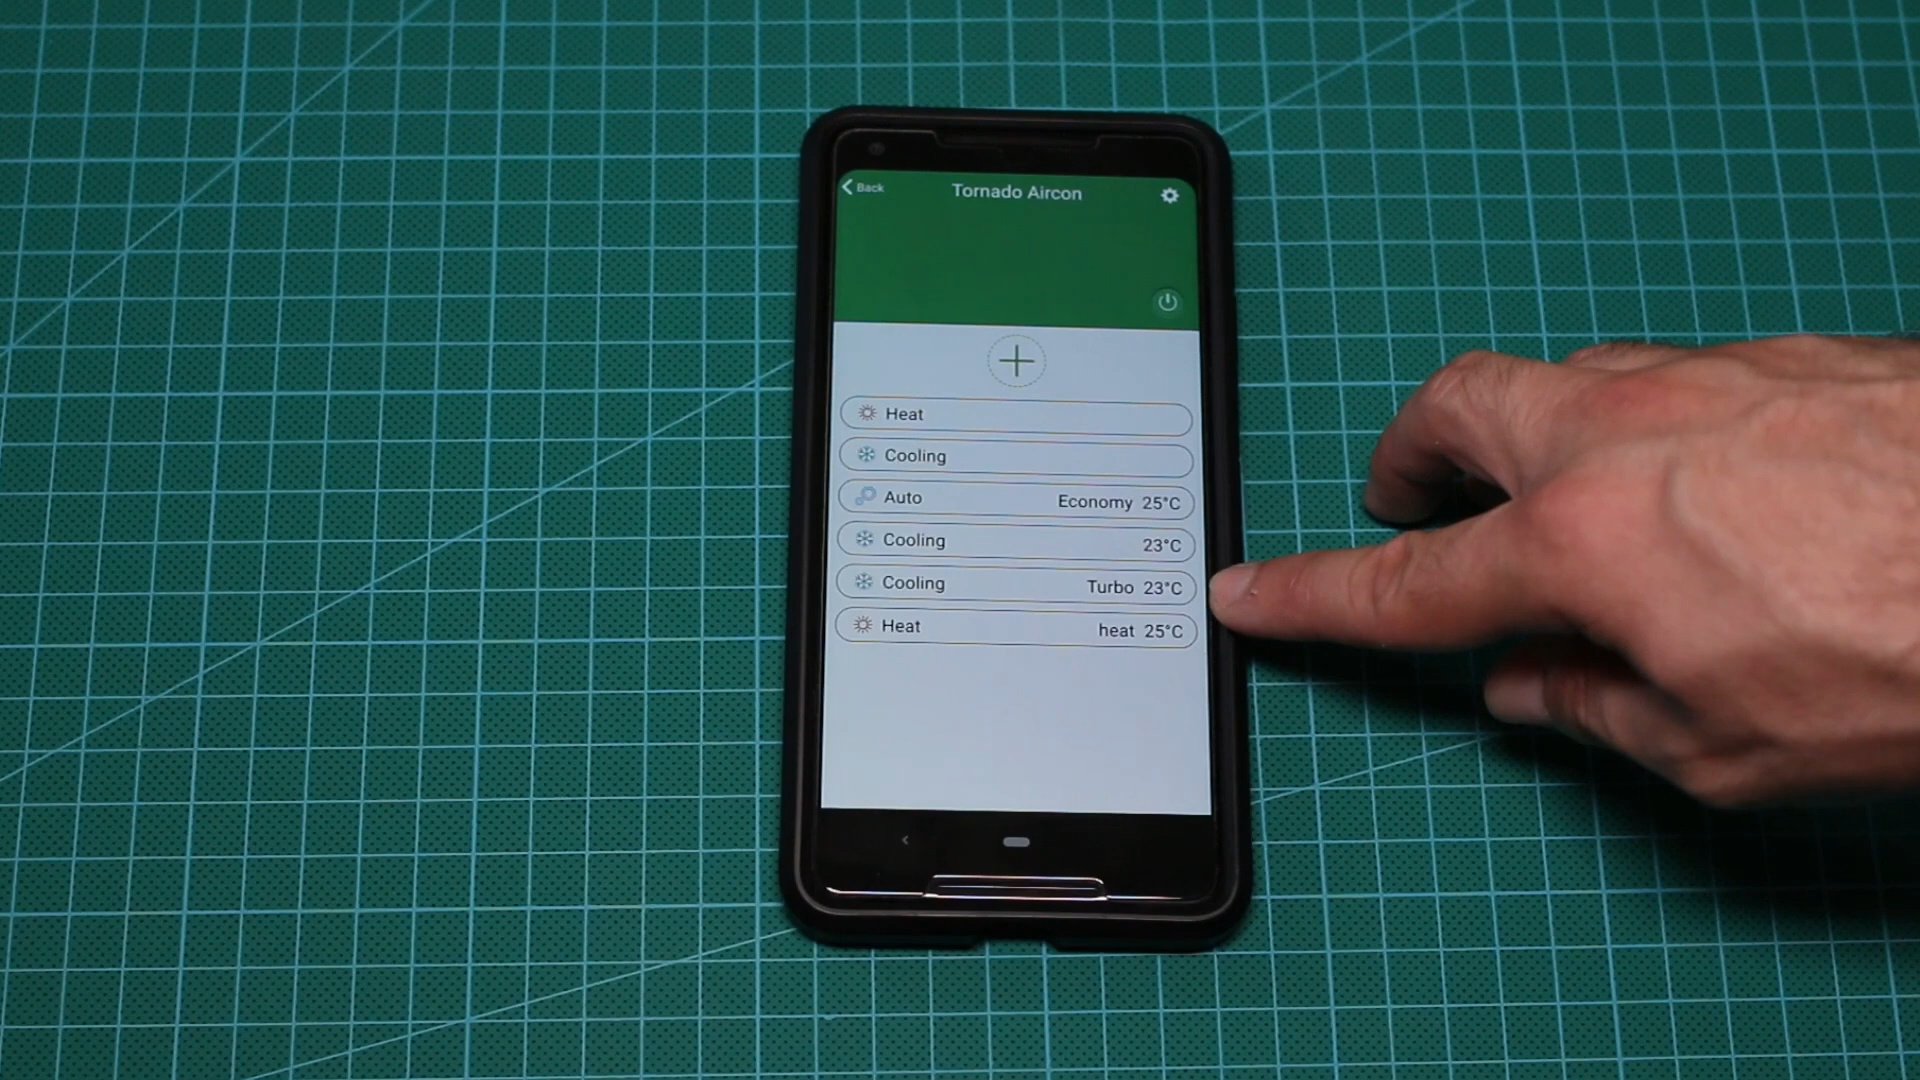 Back
Tornado Aircon
Heat
Cooling
Auto Economy 25°C
Cooling 23°C
Cooling Turbo 23°C
Heat heat 25°C